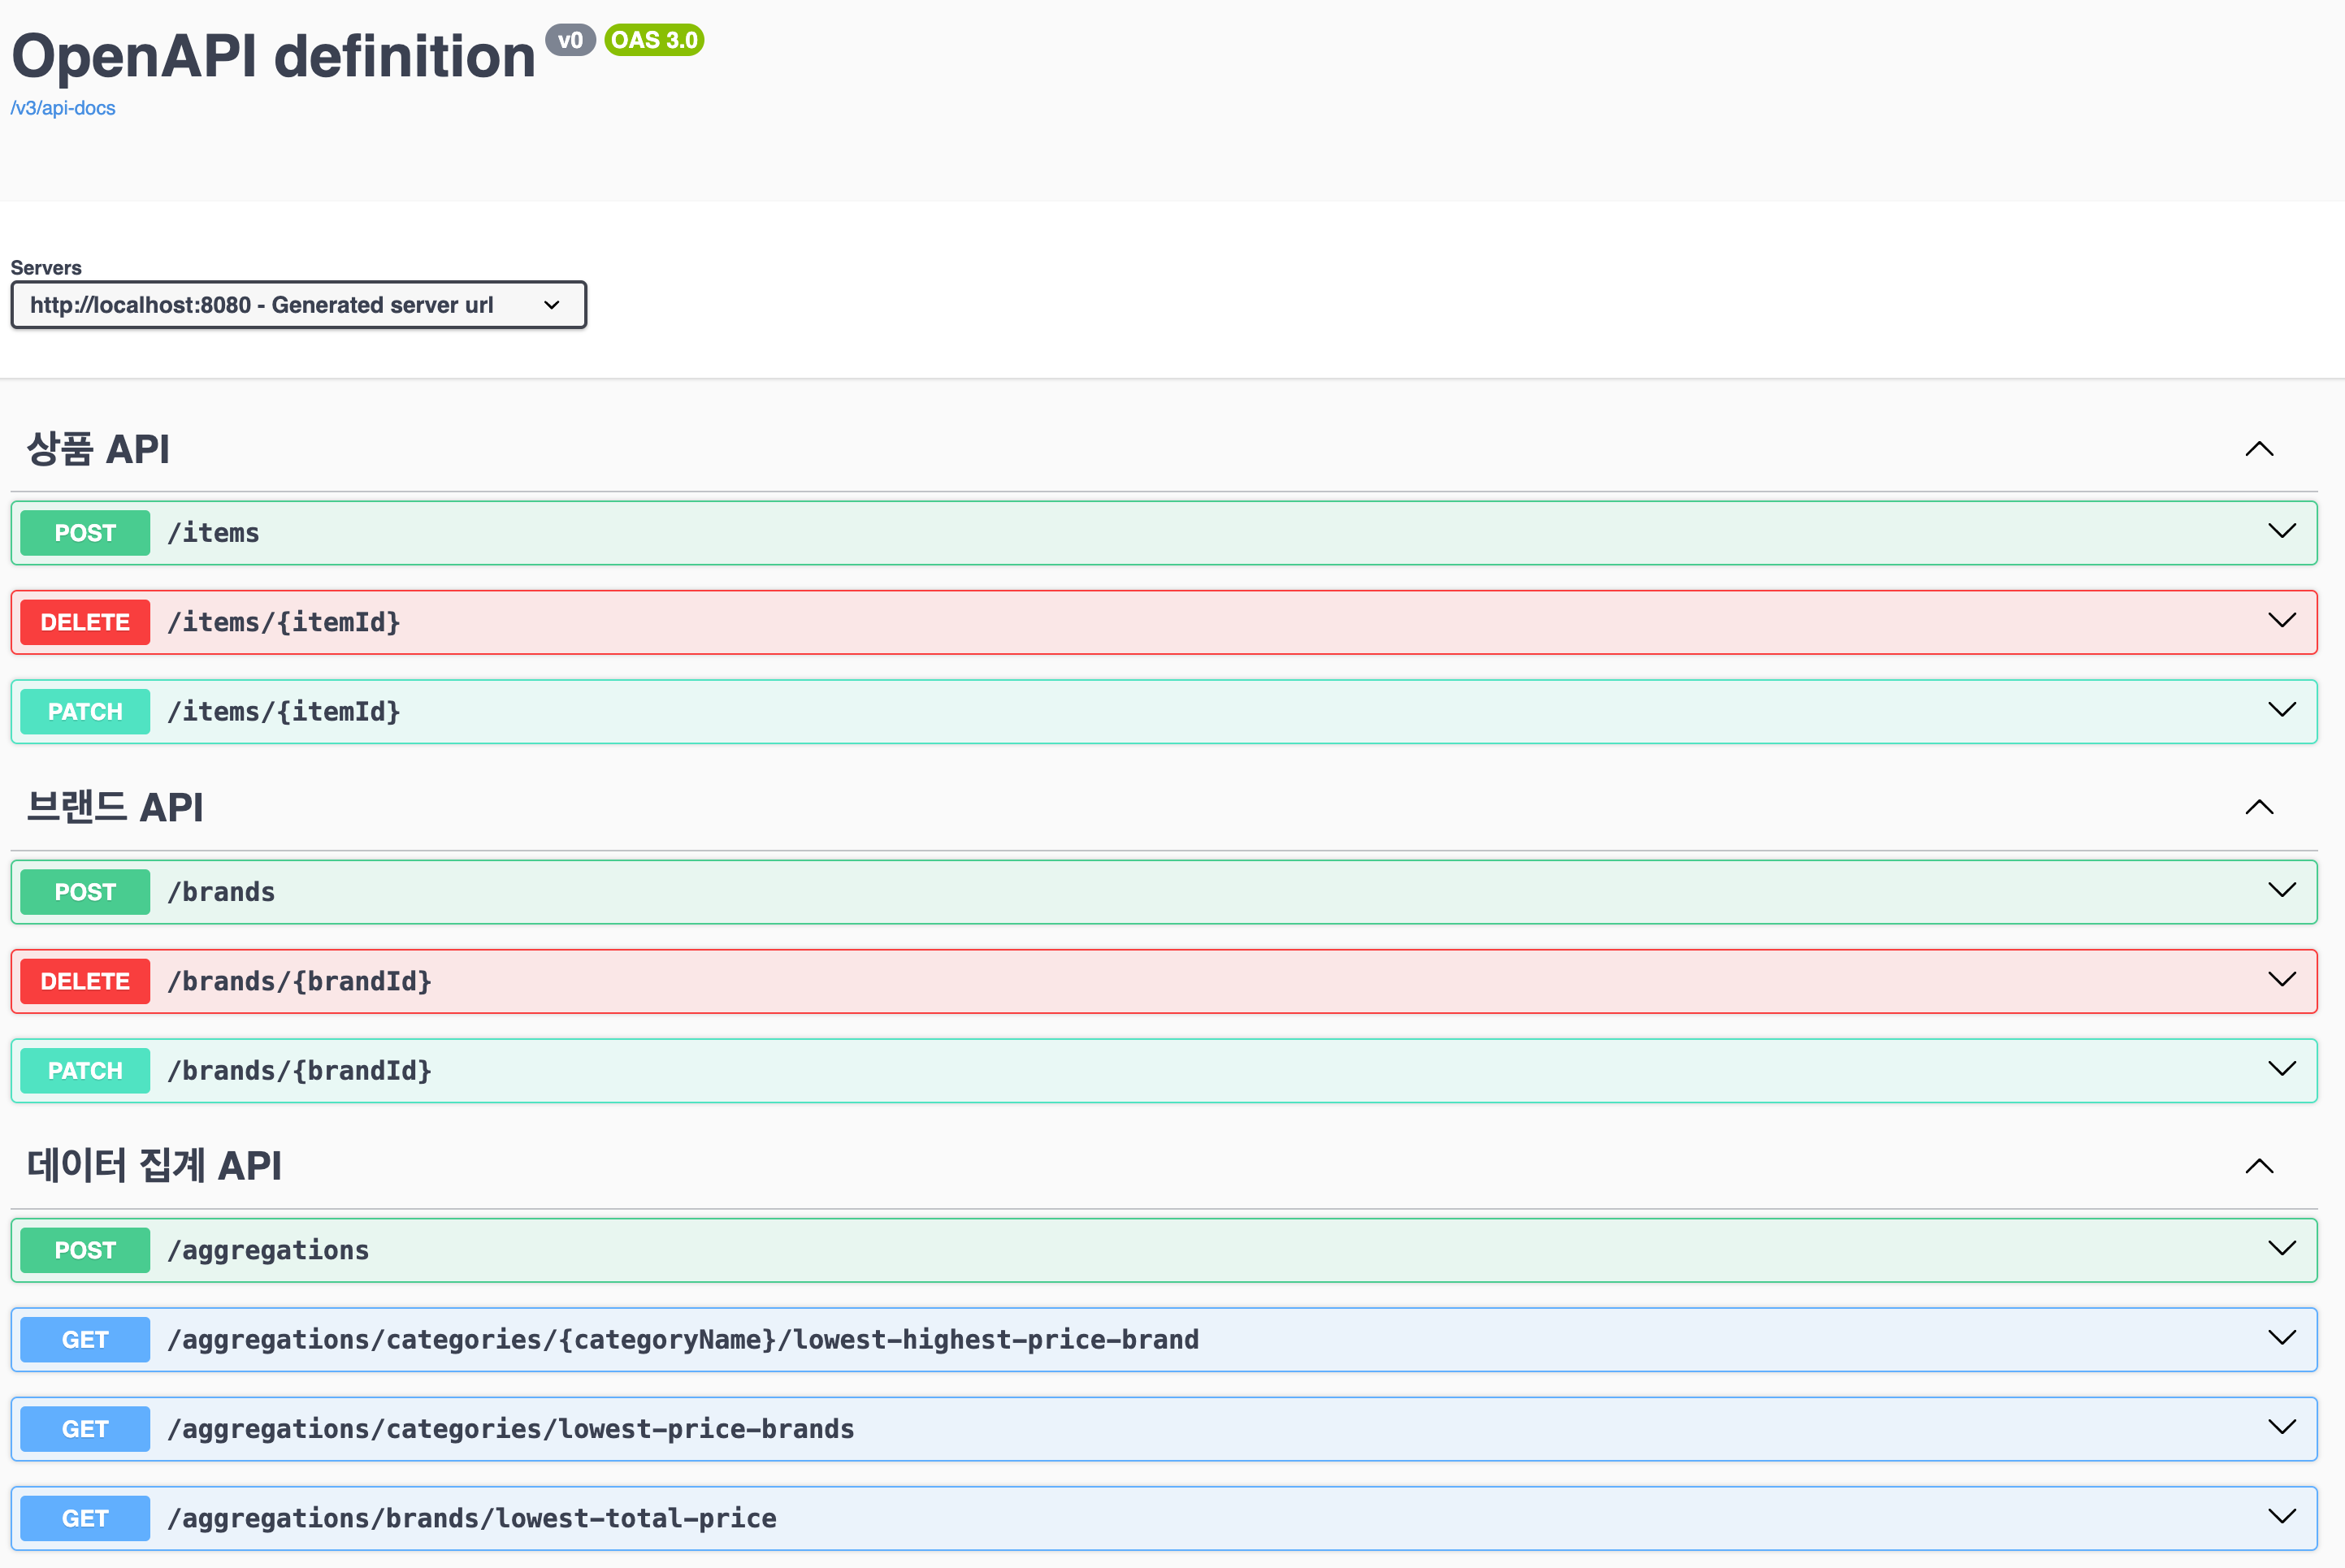 OpenAPI definition v0 OAS 3.0
/v3/api-docs
Servers
http://localhost:8080 - Generated server url
상품 API
POST /items
DELETE /items/{itemId}
PATCH /items/{itemId}
브랜드 API
POST /brands
DELETE /brands/{brandId}
PATCH /brands/{brandId}
데이터 집계 API
POST /aggregations
GET /aggregations/categories/{categoryName}/lowest-highest-price-brand
GET /aggregations/categories/lowest-price-brands
GET /aggregations/brands/lowest-total-price